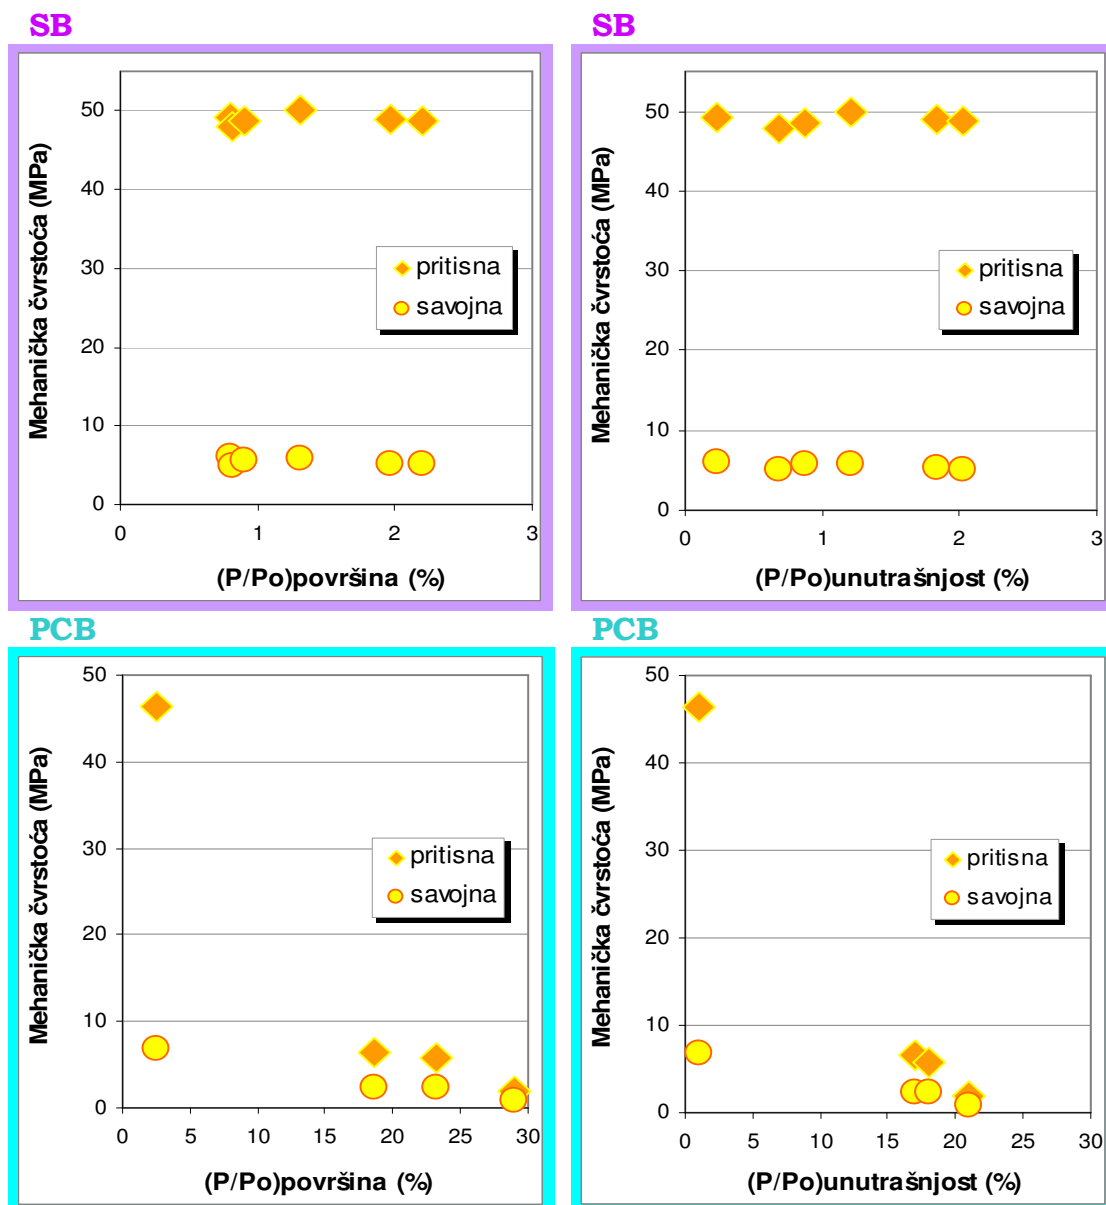 SB
Mehanička čvrstoća (MPa)
50
40
30
20
10
0
0 1 2 3
pritisna
savojna
(P/Po)površina (%)
SB
Mehanička čvrstoća (MPa)
50
40
30
20
10
0
0 1 2 3
pritisna
savojna
(P/Po)unutrašnjost (%)
PCB
Mehanička čvrstoća (MPa)
50
40
30
20
10
0
0 5 10 15 20 25 30
pritisna
savojna
(P/Po)površina (%)
PCB
Mehanička čvrstoća (MPa)
50
40
30
20
10
0
0 5 10 15 20 25 30
pritisna
savojna
(P/Po)unutrašnjost (%)